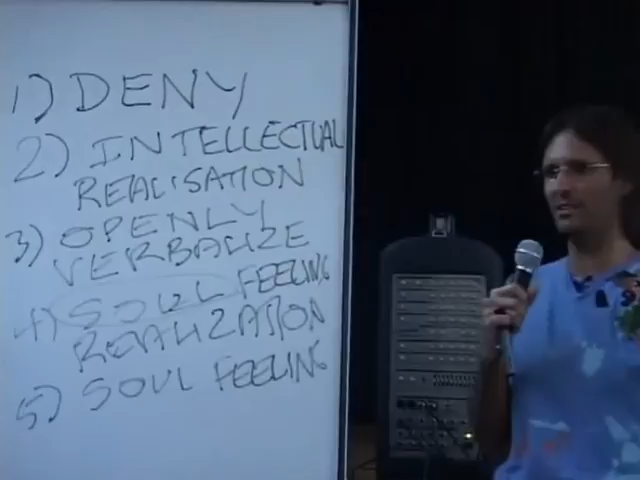 1) DENY
2) INTELLECTUAL
REALISATION
3) OPENLY
VERBALIZE
4) SOUL FEELING
REALIZATION
5) SOUL FEELING